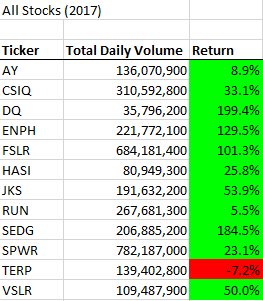 All Stocks (2017)
Ticker Total Daily Volume Return
AY 136,070,900 8.9%
CSIQ 310,592,800 33.1%
DQ 35,796,200 199.4%
ENPH 221,772,100 129.5%
FSLR 684,181,400 101.3%
HASI 80,949,300 25.8%
JKS 191,632,200 53.9%
RUN 267,681,300 5.5%
SEDG 206,885,200 184.5%
SPWR 782,187,000 23.1%
TERP 139,402,800 -7.2%
VSLR 109,487,900 50.0%